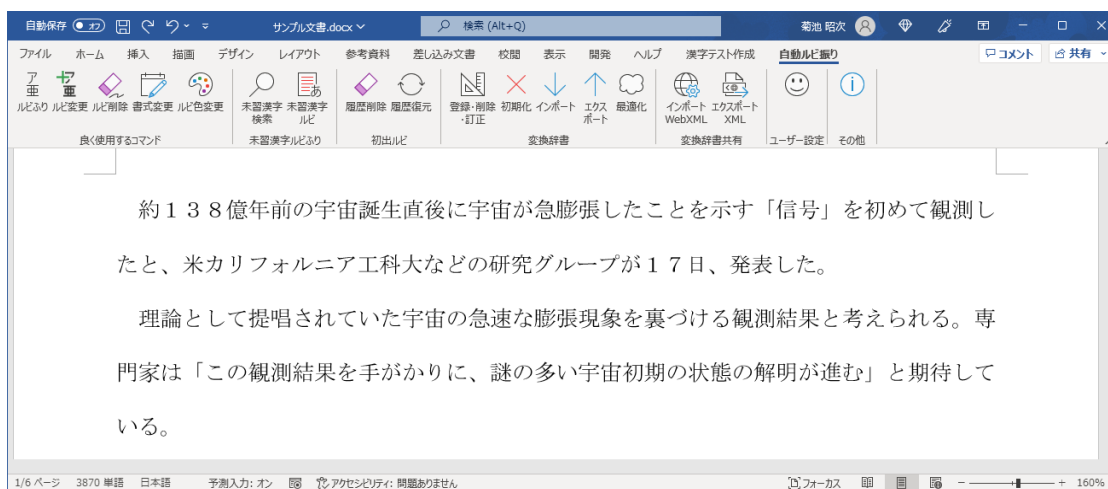 自動保存 オフ サンプル文書.docx 検索 (Alt+Q) 菊池 昭次
ファイル ホーム 挿入 描画 デザイン レイアウト 参考資料 差し込み文書 校閲 表示 開発 ヘルプ 漢字テスト作成 自動ルビ振り コメント 共有
ルビふり ルビ変更 ルビ削除 書式変更 ルビ色変更 未習漢字検索 未習漢字ルビ 履歴削除 履歴復元 登録・削除・訂正 初期化 インポート エクスポート 最適化 インポートWebXML エクスポートXML
良く使用するコマンド 未習漢字ルビふり 初出ルビ 変換辞書 変換辞書共有 ユーザー設定 その他
約138億年前の宇宙誕生直後に宇宙が急膨張したことを示す「信号」を初めて観測し
たと、米カリフォルニア工科大などの研究グループが17日、発表した。
理論として提唱されていた宇宙の急速な膨張現象を裏づける観測結果と考えられる。専
門家は「この観測結果を手がかりに、謎の多い宇宙初期の状態の解明が進む」と期待して
いる。
1/6 ページ 3870 単語 日本語 予測入力: オン アクセシビリティ: 問題ありません フォーカス 160%